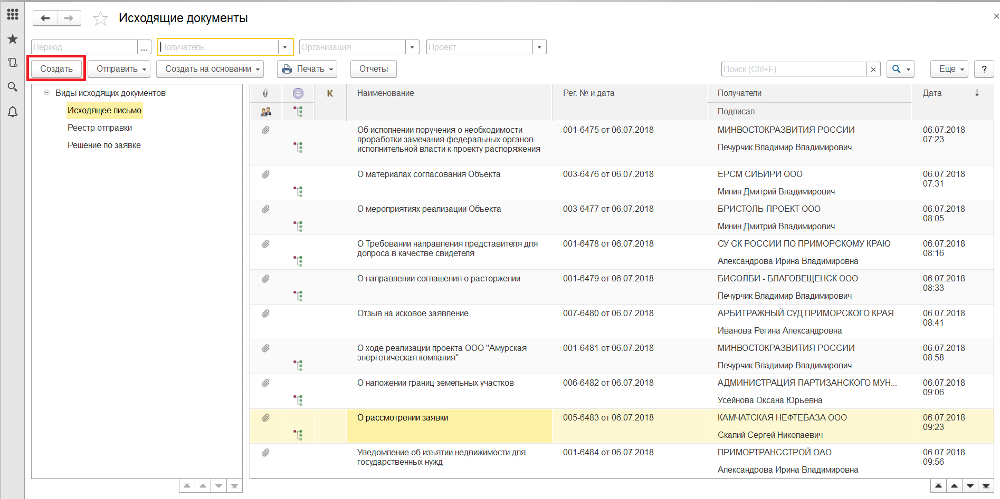 Исходящие документы
Период
...
Получатель
Организация
Проект
Создать
Отправить
Создать на основании
Печать
Отчеты
Поиск (Ctrl+F)
×
Еще
?
Виды исходящих документов
Исходящее письмо
Реестр отправки
Решение по заявке
К
Наименование
Рег. № и дата
Получатели
Подписал
Дата
↓
Об исполнении поручения о необходимости
проработки замечания федеральных органов
исполнительной власти к проекту распоряжения
001-6475 от 06.07.2018
МИНВОСТОКРАЗВИТИЯ РОССИИ
Печурчик Владимир Владимирович
06.07.2018
07:23
О материалах согласования Объекта
003-6476 от 06.07.2018
ЕРСМ СИБИРИ ООО
Минин Дмитрий Владимирович
06.07.2018
07:31
О мероприятиях реализации Объекта
003-6477 от 06.07.2018
БРИСТОЛЬ-ПРОЕКТ ООО
Минин Дмитрий Владимирович
06.07.2018
08:05
О Требовании направления представителя для
допроса в качестве свидетеля
001-6478 от 06.07.2018
СУ СК РОССИИ ПО ПРИМОРСКОМУ КРАЮ
Александрова Ирина Владимировна
06.07.2018
08:16
О направлении соглашения о расторжении
001-6479 от 06.07.2018
БИСОЛБИ - БЛАГОВЕЩЕНСК ООО
Печурчик Владимир Владимирович
06.07.2018
08:33
Отзыв на исковое заявление
007-6480 от 06.07.2018
АРБИТРАЖНЫЙ СУД ПРИМОРСКОГО КРАЯ
Иванова Регина Александровна
06.07.2018
08:41
О ходе реализации проекта ООО "Амурская
энергетическая компания"
001-6481 от 06.07.2018
МИНВОСТОКРАЗВИТИЯ РОССИИ
Печурчик Владимир Владимирович
06.07.2018
08:58
О наложении границ земельных участков
006-6482 от 06.07.2018
АДМИНИСТРАЦИЯ ПАРТИЗАНСКОГО МУН...
Усейнова Оксана Юрьевна
06.07.2018
09:06
О рассмотрении заявки
005-6483 от 06.07.2018
КАМЧАТСКАЯ НЕФТЕБАЗА ООО
Скалий Сергей Николаевич
06.07.2018
09:23
Уведомление об изъятии недвижимости для
государственных нужд
001-6484 от 06.07.2018
ПРИМОРТРАНССТРОЙ ОАО
Александрова Ирина Владимировна
06.07.2018
09:56